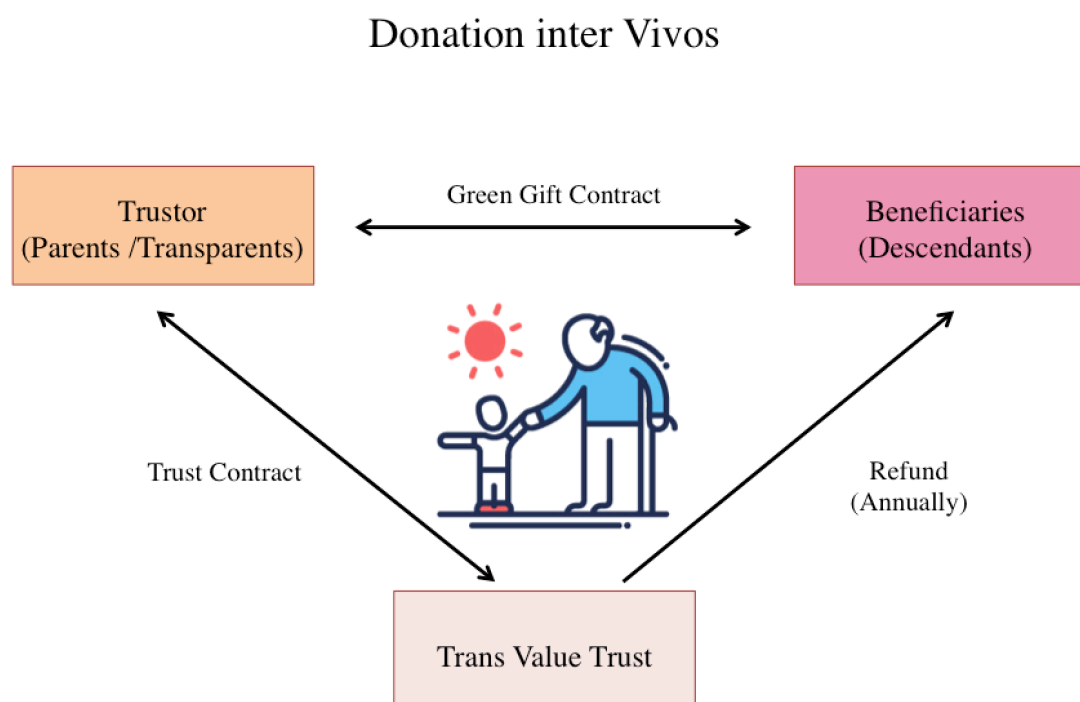 Donation inter Vivos
Green Gift Contract
Trustor
(Parents /Transparents)
Beneficiaries
(Descendants)
Trust Contract
Refund
(Annually)
Trans Value Trust